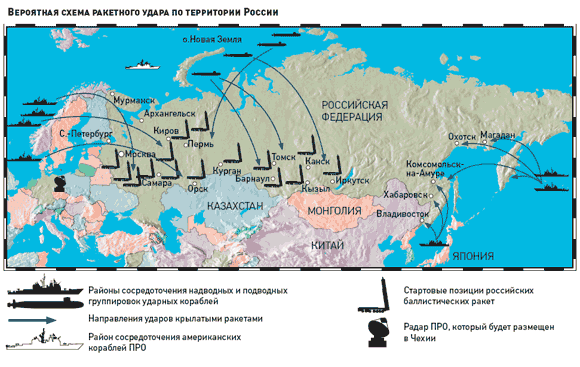 Вероятная схема ракетного удара по территории России
о.Новая Земля
Мурманск
Архангельск
РОССИЙСКАЯ
ФЕДЕРАЦИЯ
С.-Петербург
Киров
Пермь
Охотск
Магадан
Москва
Томск
Канск
Комсомольск-
на-Амуре
Курган
Самара
Орск
Барнаул
Иркутск
Кызыл
Хабаровск
КАЗАХСТАН
МОНГОЛИЯ
Владивосток
КИТАЙ
ЯПОНИЯ
Районы сосредоточения надводных и подводных
группировок ударных кораблей
Направления ударов крылатыми ракетами
Район сосредоточения американских
кораблей ПРО
Стартовые позиции российских
баллистических ракет
Радар ПРО, который будет размещен
в Чехии